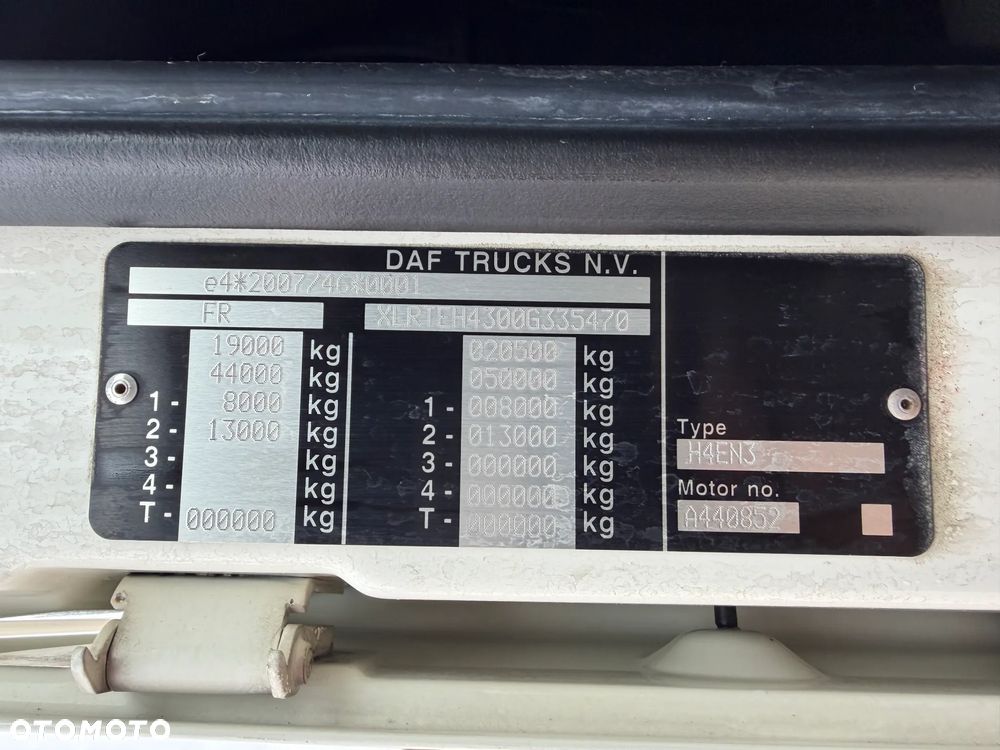 DAF TRUCKS N.V.
e4*2007/46*0001
FR XLRTEH4300G335470
19000 kg 020500 kg
44000 kg 050000 kg
1- 8000 kg 1- 008000 kg
2- 13000 kg 2- 013000 kg
3- kg 3- 000000 kg
4- kg 4- 000000 kg
T- 000000 kg T- 000000 kg
Type
H4EN3
Motor no.
A440852
OTOMOTO